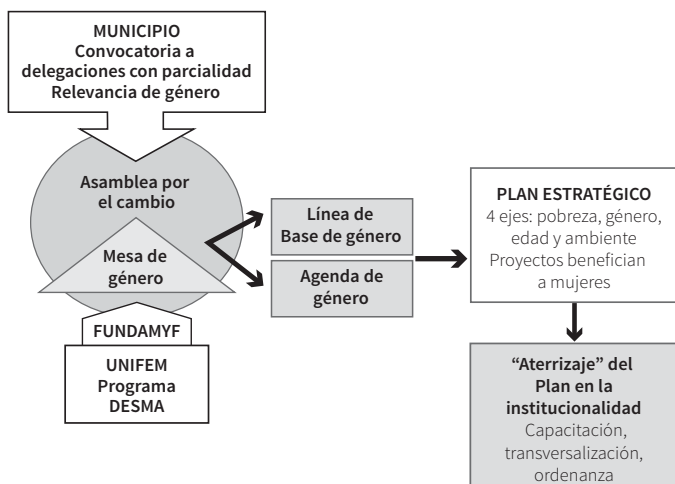 MUNICIPIO
Convocatoria a
delegaciones con parcialidad
Relevancia de género
Asamblea por
el cambio
Mesa de
género
FUNDAMYF
UNIFEM
Programa
DESMA
Línea de
Base de género
Agenda de
género
PLAN ESTRATÉGICO
4 ejes: pobreza, género,
edad y ambiente
Proyectos benefician
a mujeres
“Aterrizaje” del
Plan en la
institucionalidad
Capacitación,
transversalización,
ordenanza